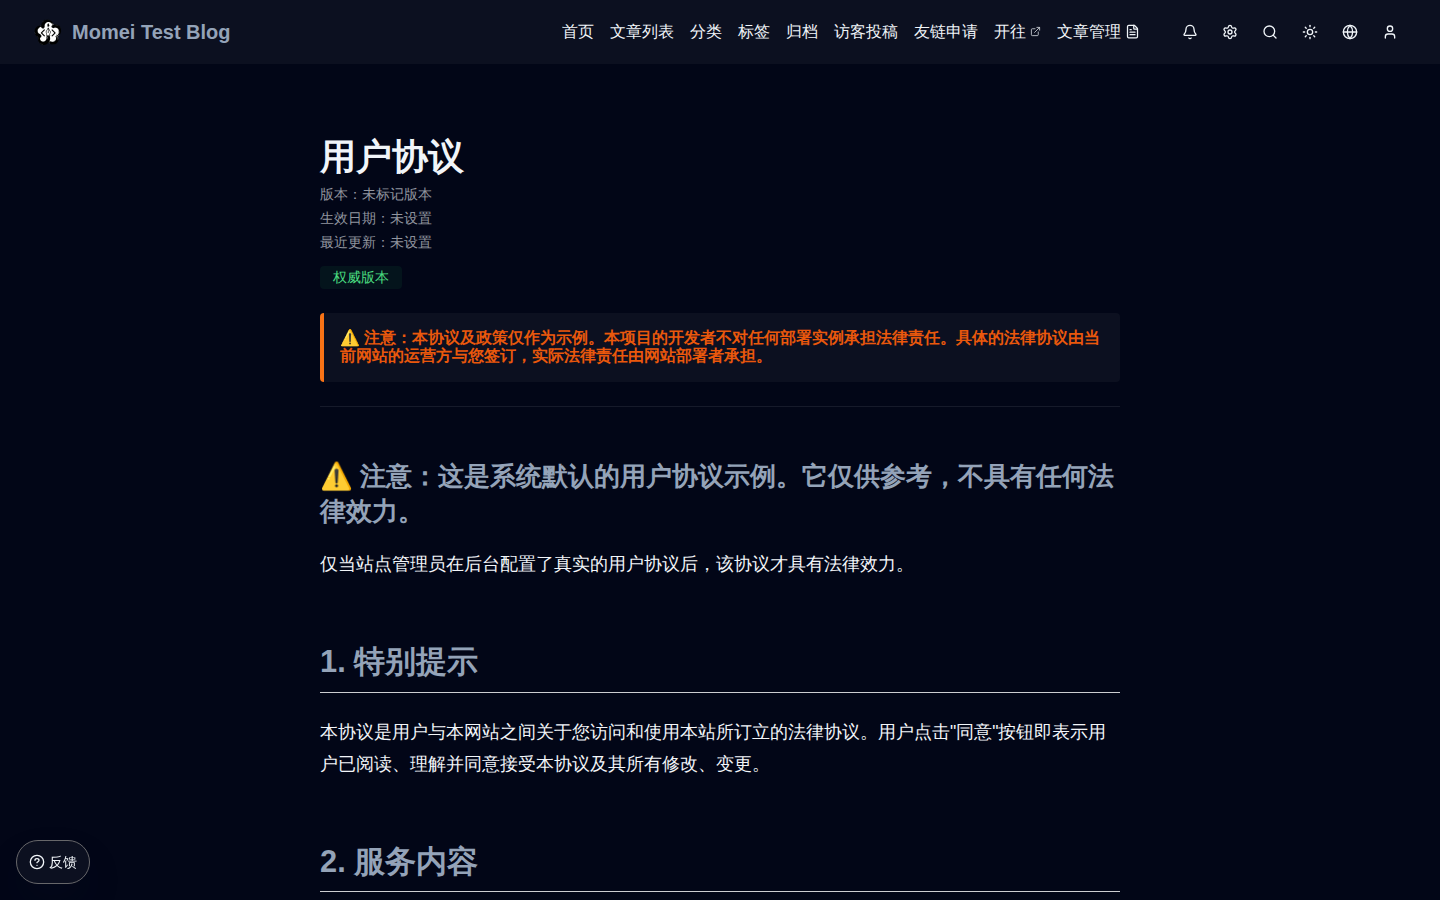 Momei Test Blog
首页 文章列表 分类 标签 归档 访客投稿 友链申请 开往 文章管理
用户协议
版本：未标记版本
生效日期：未设置
最近更新：未设置
权威版本
⚠️ 注意：本协议及政策仅作为示例。本项目的开发者不对任何部署实例承担法律责任。具体的法律协议由当
前网站的运营方与您签订，实际法律责任由网站部署者承担。
⚠️ 注意：这是系统默认的用户协议示例。它仅供参考，不具有任何法
律效力。
仅当站点管理员在后台配置了真实的用户协议后，该协议才具有法律效力。
1. 特别提示
本协议是用户与本网站之间关于您访问和使用本站所订立的法律协议。用户点击"同意"按钮即表示用
户已阅读、理解并同意接受本协议及其所有修改、变更。
2. 服务内容
反馈